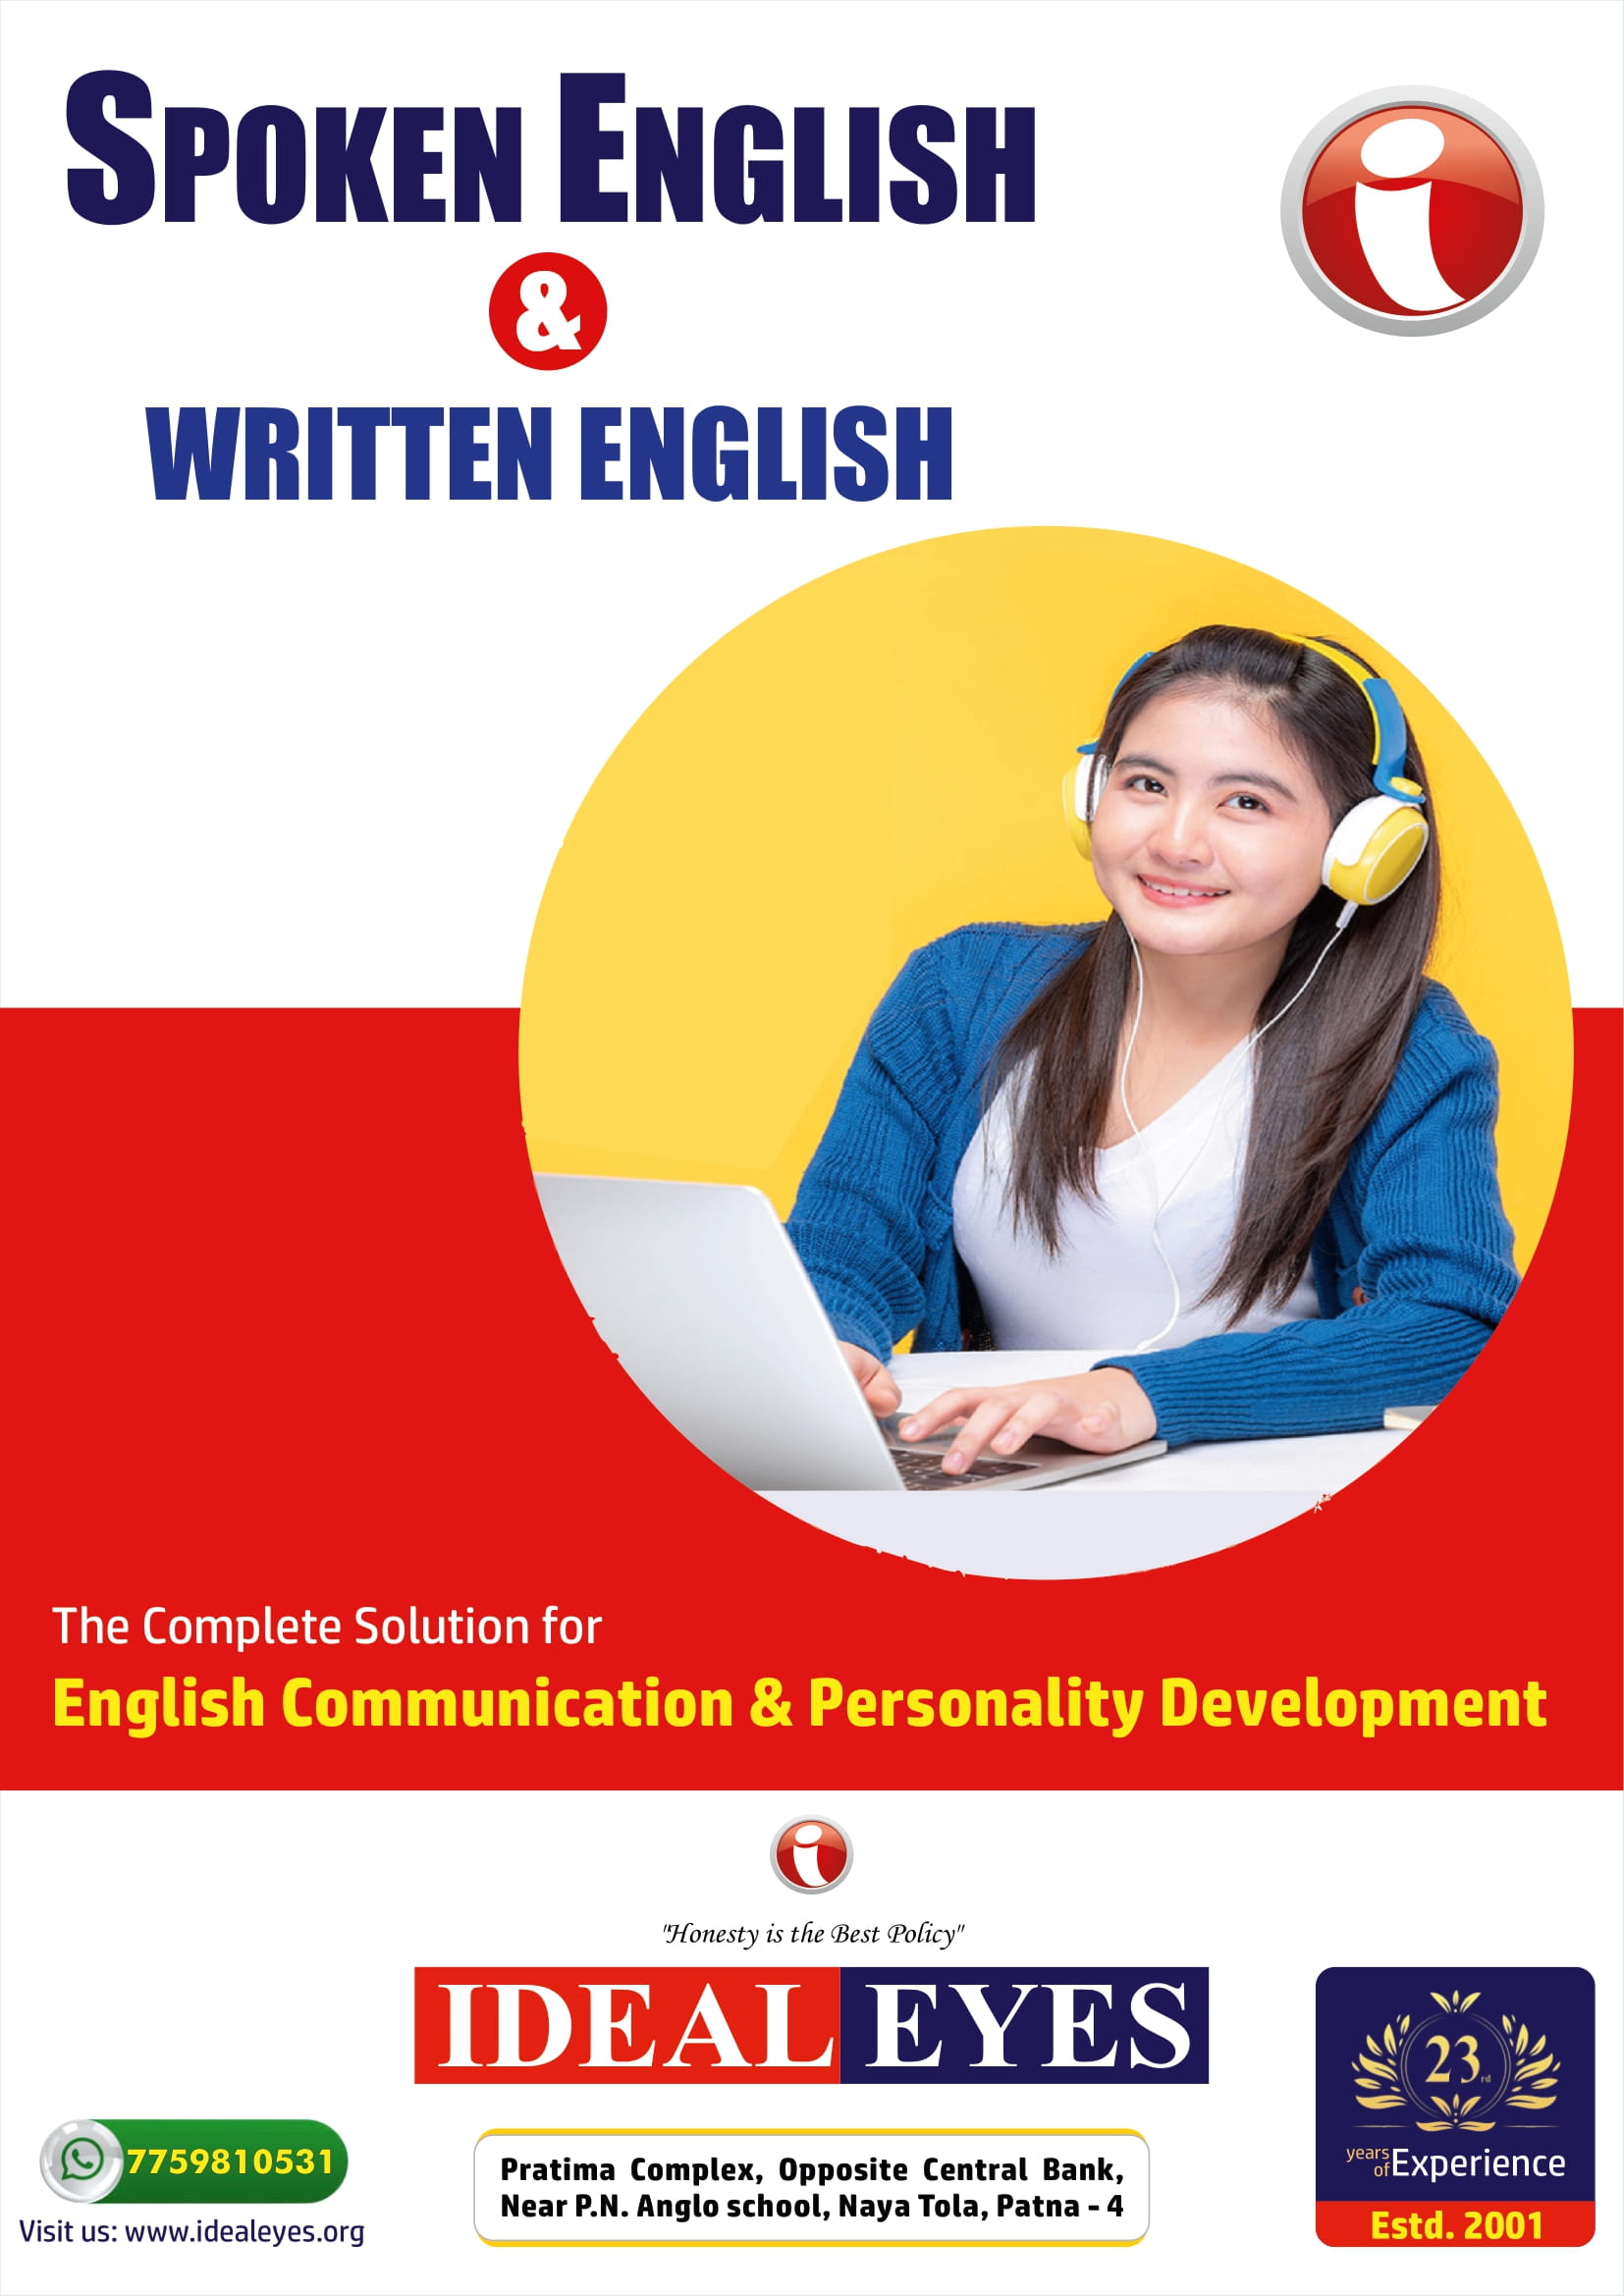 SPOKEN ENGLISH
&
WRITTEN ENGLISH
i
The Complete Solution for
English Communication & Personality Development
i
"Honesty is the Best Policy"
IDEAL EYES
7759810531
Visit us: www.idealeyes.org
Pratima Complex, Opposite Central Bank,
Near P.N. Anglo school, Naya Tola, Patna - 4
23rd
years of Experience
Estd. 2001